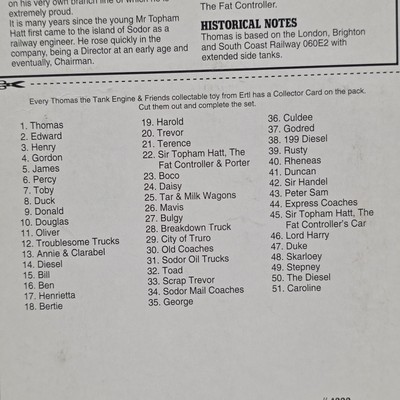 on his very own branch line of which he is
extremely proud.
It is many years since the young Mr Topham
Hatt first came to the island of Sodor as a
railway engineer. He rose quickly in the
company, being a Director at an early age and
eventually, Chairman.
The Fat Controller.
HISTORICAL NOTES
Thomas is based on the London, Brighton
and South Coast Railway 060E2 with
extended side tanks.
Every Thomas the Tank Engine & Friends collectable toy from Ertl has a Collector Card on the pack.
Cut them out and complete the set.
1. Thomas
2. Edward
3. Henry
4. Gordon
5. James
6. Percy
7. Toby
8. Duck
9. Donald
10. Douglas
11. Oliver
12. Troublesome Trucks
13. Annie & Clarabel
14. Diesel
15. Bill
16. Ben
17. Henrietta
18. Bertie
19. Harold
20. Trevor
21. Terence
22. Sir Topham Hatt, The
Fat Controller & Porter
23. Boco
24. Daisy
25. Tar & Milk Wagons
26. Mavis
27. Bulgy
28. Breakdown Truck
29. City of Truro
30. Old Coaches
31. Sodor Oil Trucks
32. Toad
33. Scrap Trevor
34. Sodor Mail Coaches
35. George
36. Culdee
37. Godred
38. 199 Diesel
39. Rusty
40. Rheneas
41. Duncan
42. Sir Handel
43. Peter Sam
44. Express Coaches
45. Sir Topham Hatt, The
Fat Controller's Car
46. Lord Harry
47. Duke
48. Skarloey
49. Stepney
50. The Diesel
51. Caroline